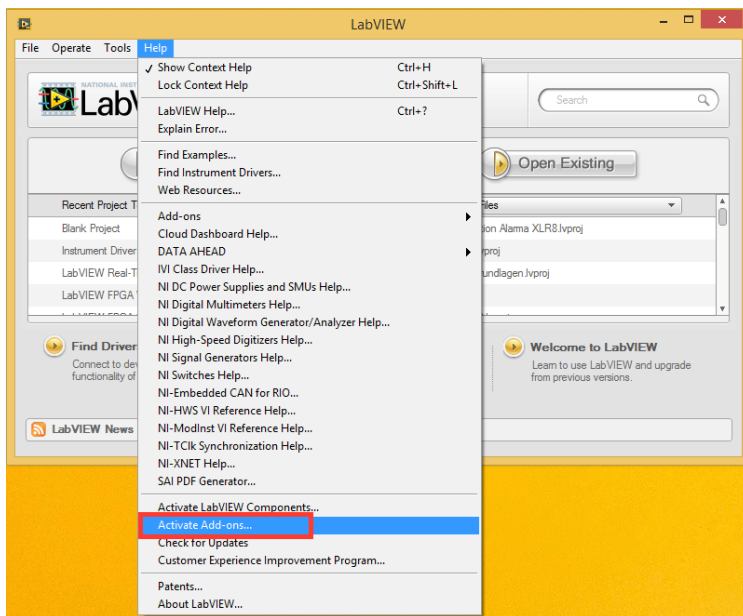 LabVIEW
File Operate Tools Help
NATIONAL INST
LabV
Search
Open Existing
Recent Project T
Files
Blank Project
ion Alarma XLR8.lvproj
Instrument Driver
vproj
LabVIEW Real-T
undlagen.lvproj
LabVIEW FPGA
Find Driver
Connect to dev
functionality of
Welcome to LabVIEW
Learn to use LabVIEW and upgrade
from previous versions.
LabVIEW News
Show Context Help Ctrl+H
Lock Context Help Ctrl+Shift+L
LabVIEW Help... Ctrl+?
Explain Error...
Find Examples...
Find Instrument Drivers...
Web Resources...
Add-ons
Cloud Dashboard Help...
DATA AHEAD
IVI Class Driver Help...
NI DC Power Supplies and SMUs Help...
NI Digital Multimeters Help...
NI Digital Waveform Generator/Analyzer Help...
NI High-Speed Digitizers Help...
NI Signal Generators Help...
NI Switches Help...
NI-Embedded CAN for RIO...
NI-HWS VI Reference Help...
NI-ModInst VI Reference Help...
NI-TClk Synchronization Help...
NI-XNET Help...
SAI PDF Generator...
Activate LabVIEW Components...
Activate Add-ons...
Check for Updates
Customer Experience Improvement Program...
Patents...
About LabVIEW...